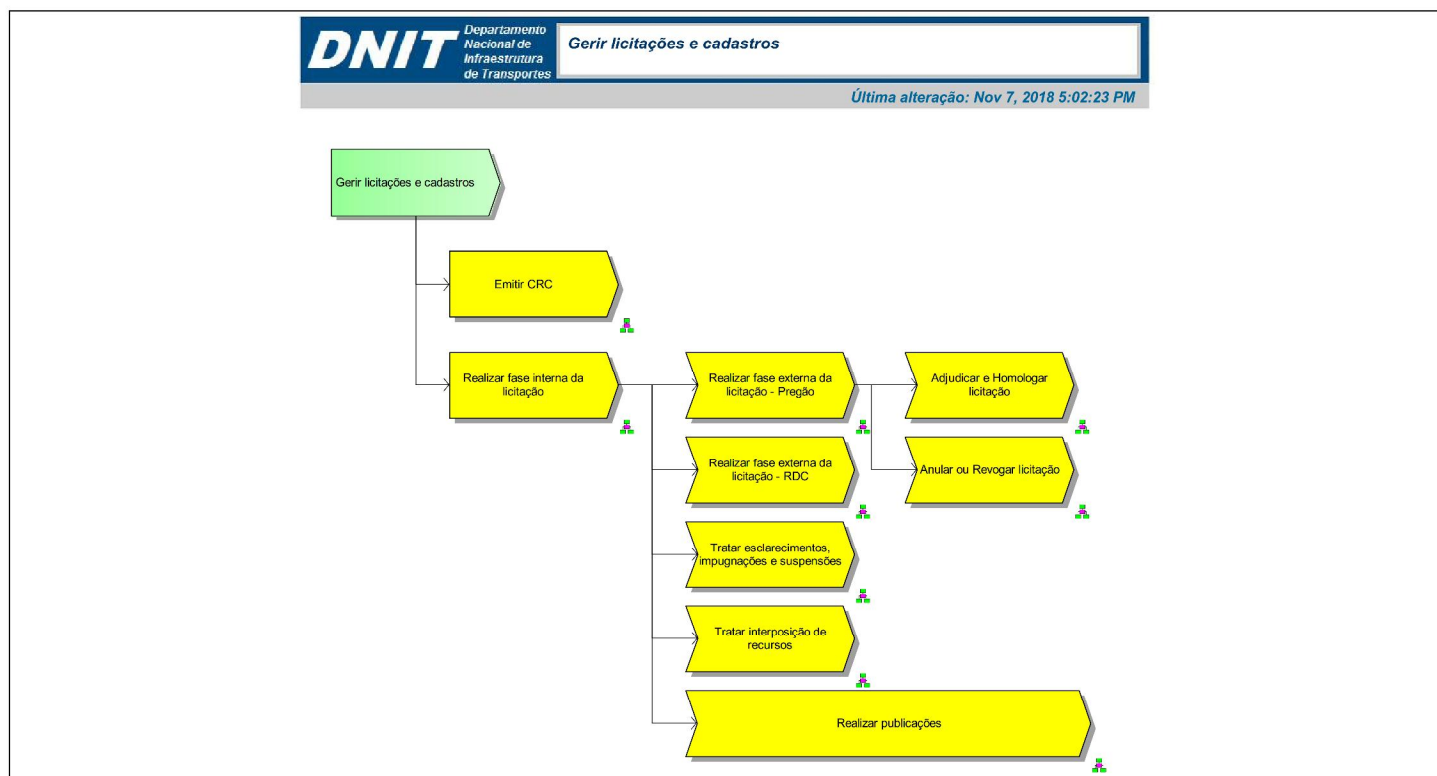 DNIT
Departamento
Nacional de
Infraestrutura
de Transportes
Gerir licitações e cadastros
Última alteração: Nov 7, 2018 5:02:23 PM
Gerir licitações e cadastros
Emitir CRC
Realizar fase interna da
licitação
Realizar fase externa da
licitação - Pregão
Adjudicar e Homologar
licitação
Realizar fase externa da
licitação - RDC
Anular ou Revogar licitação
Tratar esclarecimentos,
impugnações e suspensões
Tratar interposição de
recursos
Realizar publicações